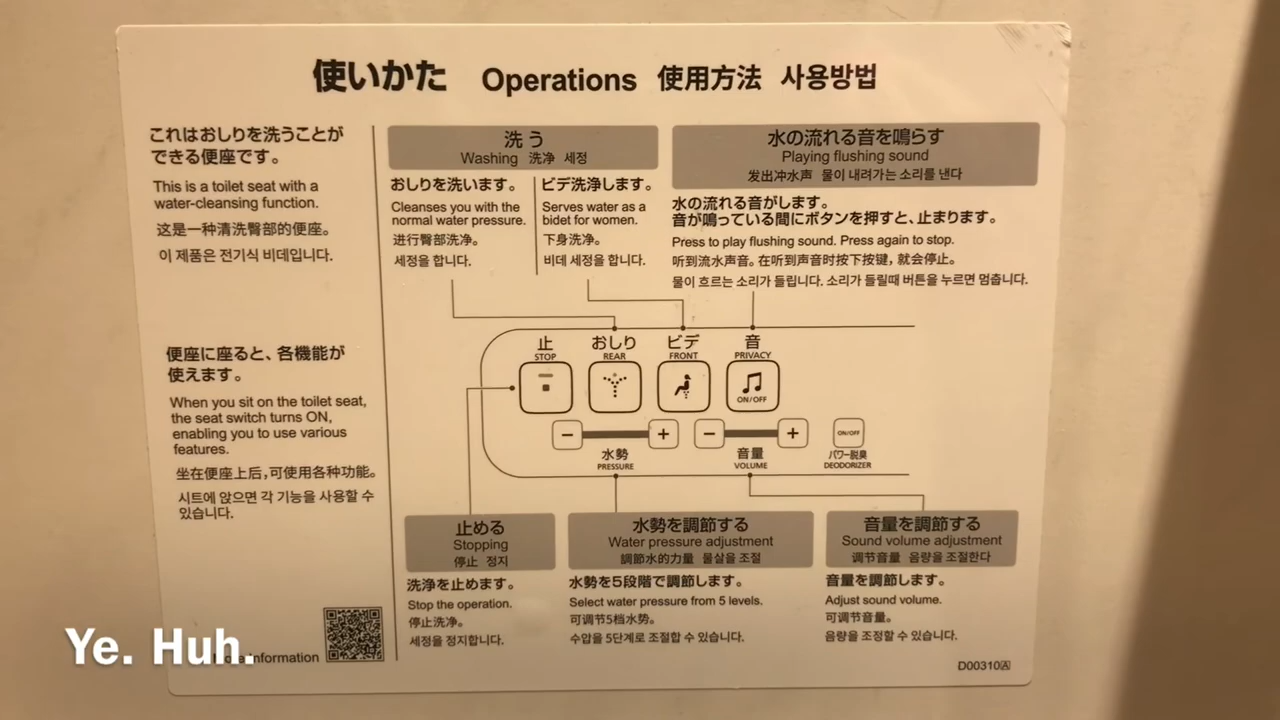 使いかた Operations 使用方法 사용방법
これはおしりを洗うことが
できる便座です。
This is a toilet seat with a
water-cleansing function.
这是一种清洗臀部的便座。
이 제품은 전기식 비데입니다.
便座に座ると、各機能が
使えます。
When you sit on the toilet seat,
the seat switch turns ON,
enabling you to use various
features.
坐在便座上后,可使用各种功能。
시트에 앉으면 각 기능을 사용할 수
있습니다.
洗う
Washing 洗净 세정
おしりを洗います。
Cleanses you with the
normal water pressure.
进行臀部洗净。
세정을 합니다.
ビデ洗浄します。
Serves water as a
bidet for women.
下身洗净。
비데 세정을 합니다.
水の流れる音を鳴らす
Playing flushing sound
发出冲水声 물이 내려가는 소리를 낸다
水の流れる音がします。
音が鳴っている間にボタンを押すと、止まります。
Press to play flushing sound. Press again to stop.
听到流水声音。在听到声音时按下按键,就会停止。
물이 흐르는 소리가 들립니다. 소리가 들릴때 버튼을 누르면 멈춥니다.
止 おしり ビデ 音
STOP REAR FRONT PRIVACY
ON/OFF
− + − + ON/OFF
水勢 音量 パワー脱臭
PRESSURE VOLUME DEODORIZER
止める
Stopping
停止 정지
洗浄を止めます。
Stop the operation.
停止洗净。
세정을 정지합니다.
水勢を調節する
Water pressure adjustment
調節水的力量 물살을 조절
水勢を5段階で調節します。
Select water pressure from 5 levels.
可调节5档水势。
수압을 5단계로 조절할 수 있습니다.
音量を調節する
Sound volume adjustment
调节音量 음량을 조절한다
音量を調節します。
Adjust sound volume.
可调节音量。
음량을 조정할 수 있습니다.
information
D00310A
Ye. Huh.